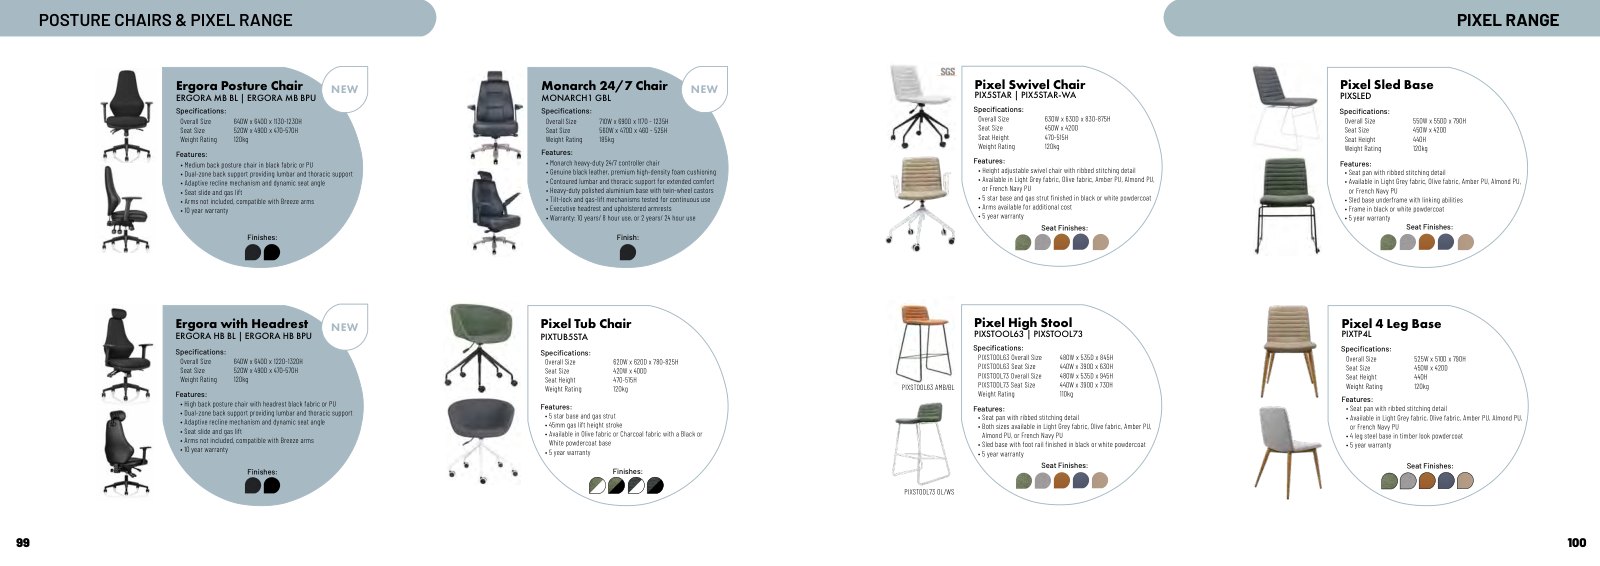 POSTURE CHAIRS & PIXEL RANGE
PIXEL RANGE
Ergora Posture Chair
NEW
ERGORA MB BL | ERGORA MB BPU
Specifications:
Overall Size 640W x 640D x 1130-1230H
Seat Size 520W x 490D x 470-570H
Weight Rating 120kg
Features:
• Medium back posture chair in black fabric or PU
• Dual-zone back support providing lumbar and thoracic support
• Adaptive recline mechanism and dynamic seat angle
• Seat slide and gas lift
• Arms not included, compatible with Breeze arms
• 10 year warranty
Finishes:
Monarch 24/7 Chair
NEW
MONARCH1 GBL
Specifications:
Overall Size 710W x 690D x 1170 - 1235H
Seat Size 560W x 470D x 460 - 525H
Weight Rating 185kg
Features:
• Monarch heavy-duty 24/7 controller chair
• Genuine black leather, premium high-density foam cushioning
• Contoured lumbar and thoracic support for extended comfort
• Heavy-duty polished aluminium base with twin-wheel castors
• Tilt-lock and gas-lift mechanisms tested for continuous use
• Executive headrest and upholstered armrests
• Warranty: 10 years/ 8 hour use, or 2 years/ 24 hour use
Finish:
SGS
Pixel Swivel Chair
PIX5STAR | PIX5STAR-WA
Specifications:
Overall Size 630W x 630D x 830-875H
Seat Size 450W x 420D
Seat Height 470-515H
Weight Rating 120kg
Features:
• Height adjustable swivel chair with ribbed stitching detail
• Available in Light Grey fabric, Olive fabric, Amber PU, Almond PU,
or French Navy PU
• 5 star base and gas strut finished in black or white powdercoat
• Arms available for additional cost
• 5 year warranty
Seat Finishes:
Pixel Sled Base
PIXSLED
Specifications:
Overall Size 550W x 550D x 790H
Seat Size 450W x 420D
Seat Height 440H
Weight Rating 120kg
Features:
• Seat pan with ribbed stitching detail
• Available in Light Grey fabric, Olive fabric, Amber PU, Almond PU,
or French Navy PU
• Sled base underframe with linking abilities
• Frame in black or white powdercoat
• 5 year warranty
Seat Finishes:
Ergora with Headrest
NEW
ERGORA HB BL | ERGORA HB BPU
Specifications:
Overall Size 640W x 640D x 1220-1320H
Seat Size 520W x 490D x 470-570H
Weight Rating 120kg
Features:
• High back posture chair with headrest black fabric or PU
• Dual-zone back support providing lumbar and thoracic support
• Adaptive recline mechanism and dynamic seat angle
• Seat slide and gas lift
• Arms not included, compatible with Breeze arms
• 10 year warranty
Finishes:
Pixel Tub Chair
PIXTUB5STA
Specifications:
Overall Size 620W x 620D x 780-825H
Seat Size 420W x 400D
Seat Height 470-515H
Weight Rating 120kg
Features:
• 5 star base and gas strut
• 45mm gas lift height stroke
• Available in Olive fabric or Charcoal fabric with a Black or
White powdercoat base
• 5 year warranty
Finishes:
PIXSTOOL63 AMB/BL
PIXSTOOL73 OL/WS
Pixel High Stool
PIXSTOOL63 | PIXSTOOL73
Specifications:
PIXSTOOL63 Overall Size 480W x 535D x 845H
PIXSTOOL63 Seat Size 440W x 390D x 630H
PIXSTOOL73 Overall Size 480W x 535D x 945H
PIXSTOOL73 Seat Size 440W x 390D x 730H
Weight Rating 110kg
Features:
• Seat pan with ribbed stitching detail
• Both sizes available in Light Grey fabric, Olive fabric, Amber PU,
Almond PU, or French Navy PU
• Sled base with foot rail finished in black or white powdercoat
• 5 year warranty
Seat Finishes:
Pixel 4 Leg Base
PIXTP4L
Specifications:
Overall Size 525W x 510D x 790H
Seat Size 450W x 420D
Seat Height 440H
Weight Rating 120kg
Features:
• Seat pan with ribbed stitching detail
• Available in Light Grey fabric, Olive fabric, Amber PU, Almond PU,
or French Navy PU
• 4 leg steel base in timber look powdercoat
• 5 year warranty
Seat Finishes:
99
100